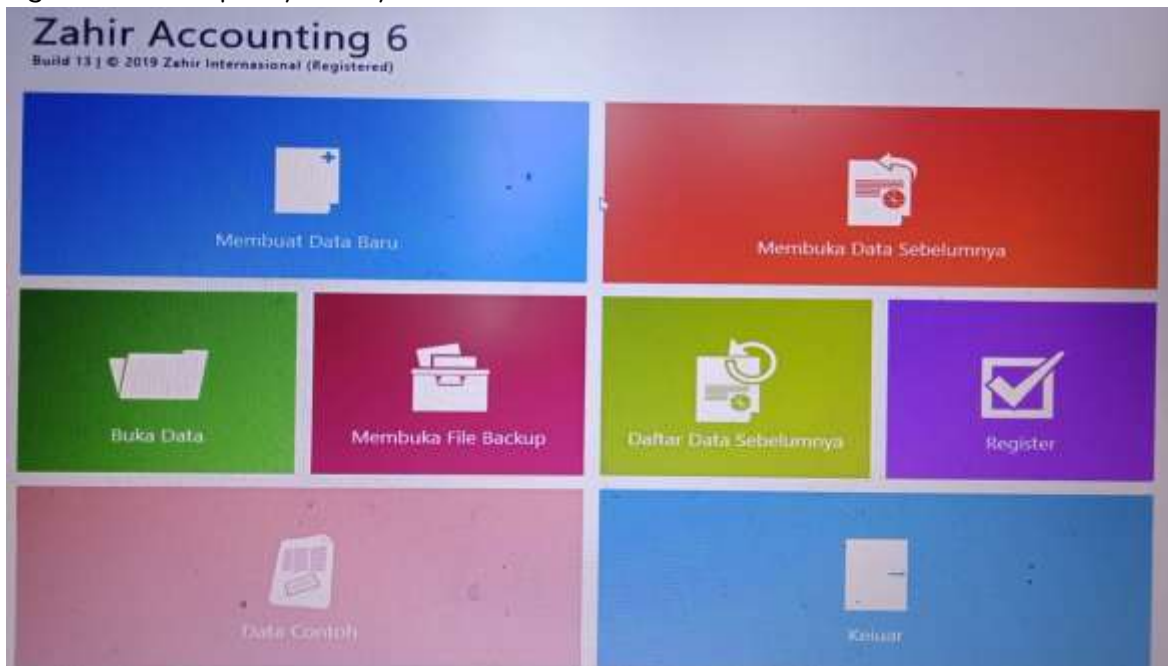 Zahir Accounting 6
Build 13 | © 2019 Zahir Internasional (Registered)
Membuat Data Baru
Membuka Data Sebelumnya
Buka Data
Membuka File Backup
Daftar Data Sebelumnya
Register
Data Contoh
Keluar